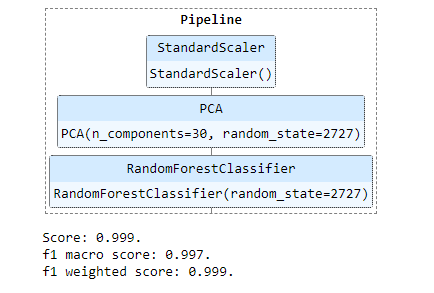 Pipeline
StandardScaler
StandardScaler()
PCA
PCA(n_components=30, random_state=2727)
RandomForestClassifier
RandomForestClassifier(random_state=2727)
Score: 0.999.
f1 macro score: 0.997.
f1 weighted score: 0.999.